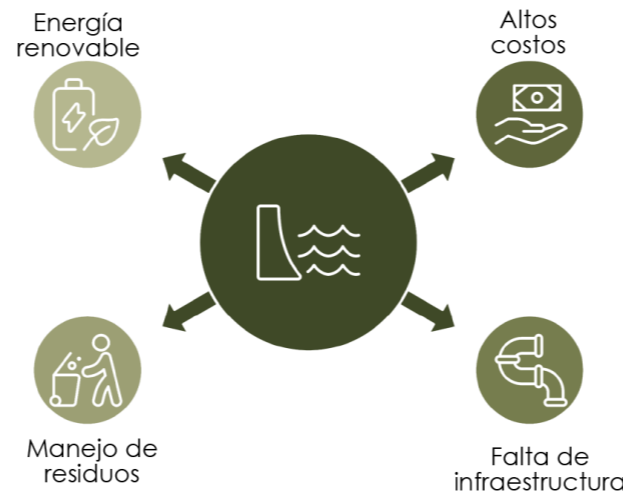 Energía
renovable
Altos
costos
Manejo de
residuos
Falta de
infraestructura